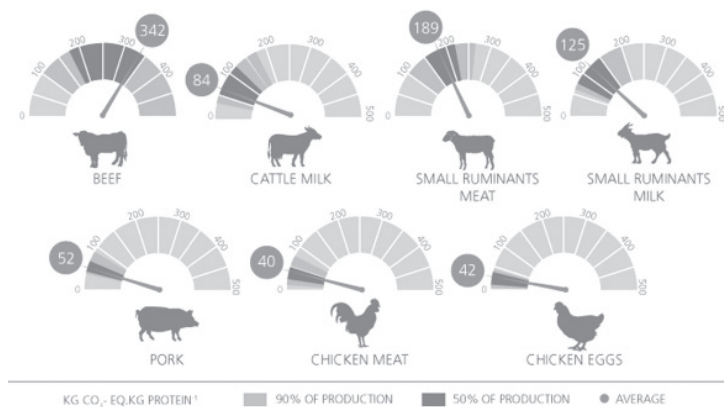 342
189
125
84
0 100 200 300 400 500
0 100 200 300 400 500
0 100 200 300 400 500
0 100 200 300 400 500
BEEF
CATTLE MILK
SMALL RUMINANTS
MEAT
SMALL RUMINANTS
MILK
52
40
42
0 100 200 300 400 500
0 100 200 300 400 500
0 100 200 300 400 500
PORK
CHICKEN MEAT
CHICKEN EGGS
KG CO₂- EQ.KG PROTEIN⁻¹ 90% OF PRODUCTION 50% OF PRODUCTION AVERAGE